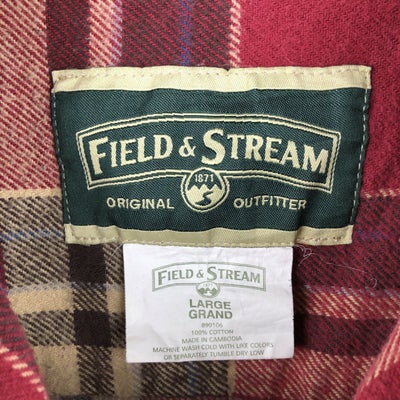 FIELD & STREAM
1871
ORIGINAL OUTFITTER
FIELD & STREAM
LARGE
GRAND
890106
100% COTTON
MADE IN CAMBODIA
MACHINE WASH COLD WITH LIKE COLORS
OR SEPARATELY TUMBLE DRY LOW